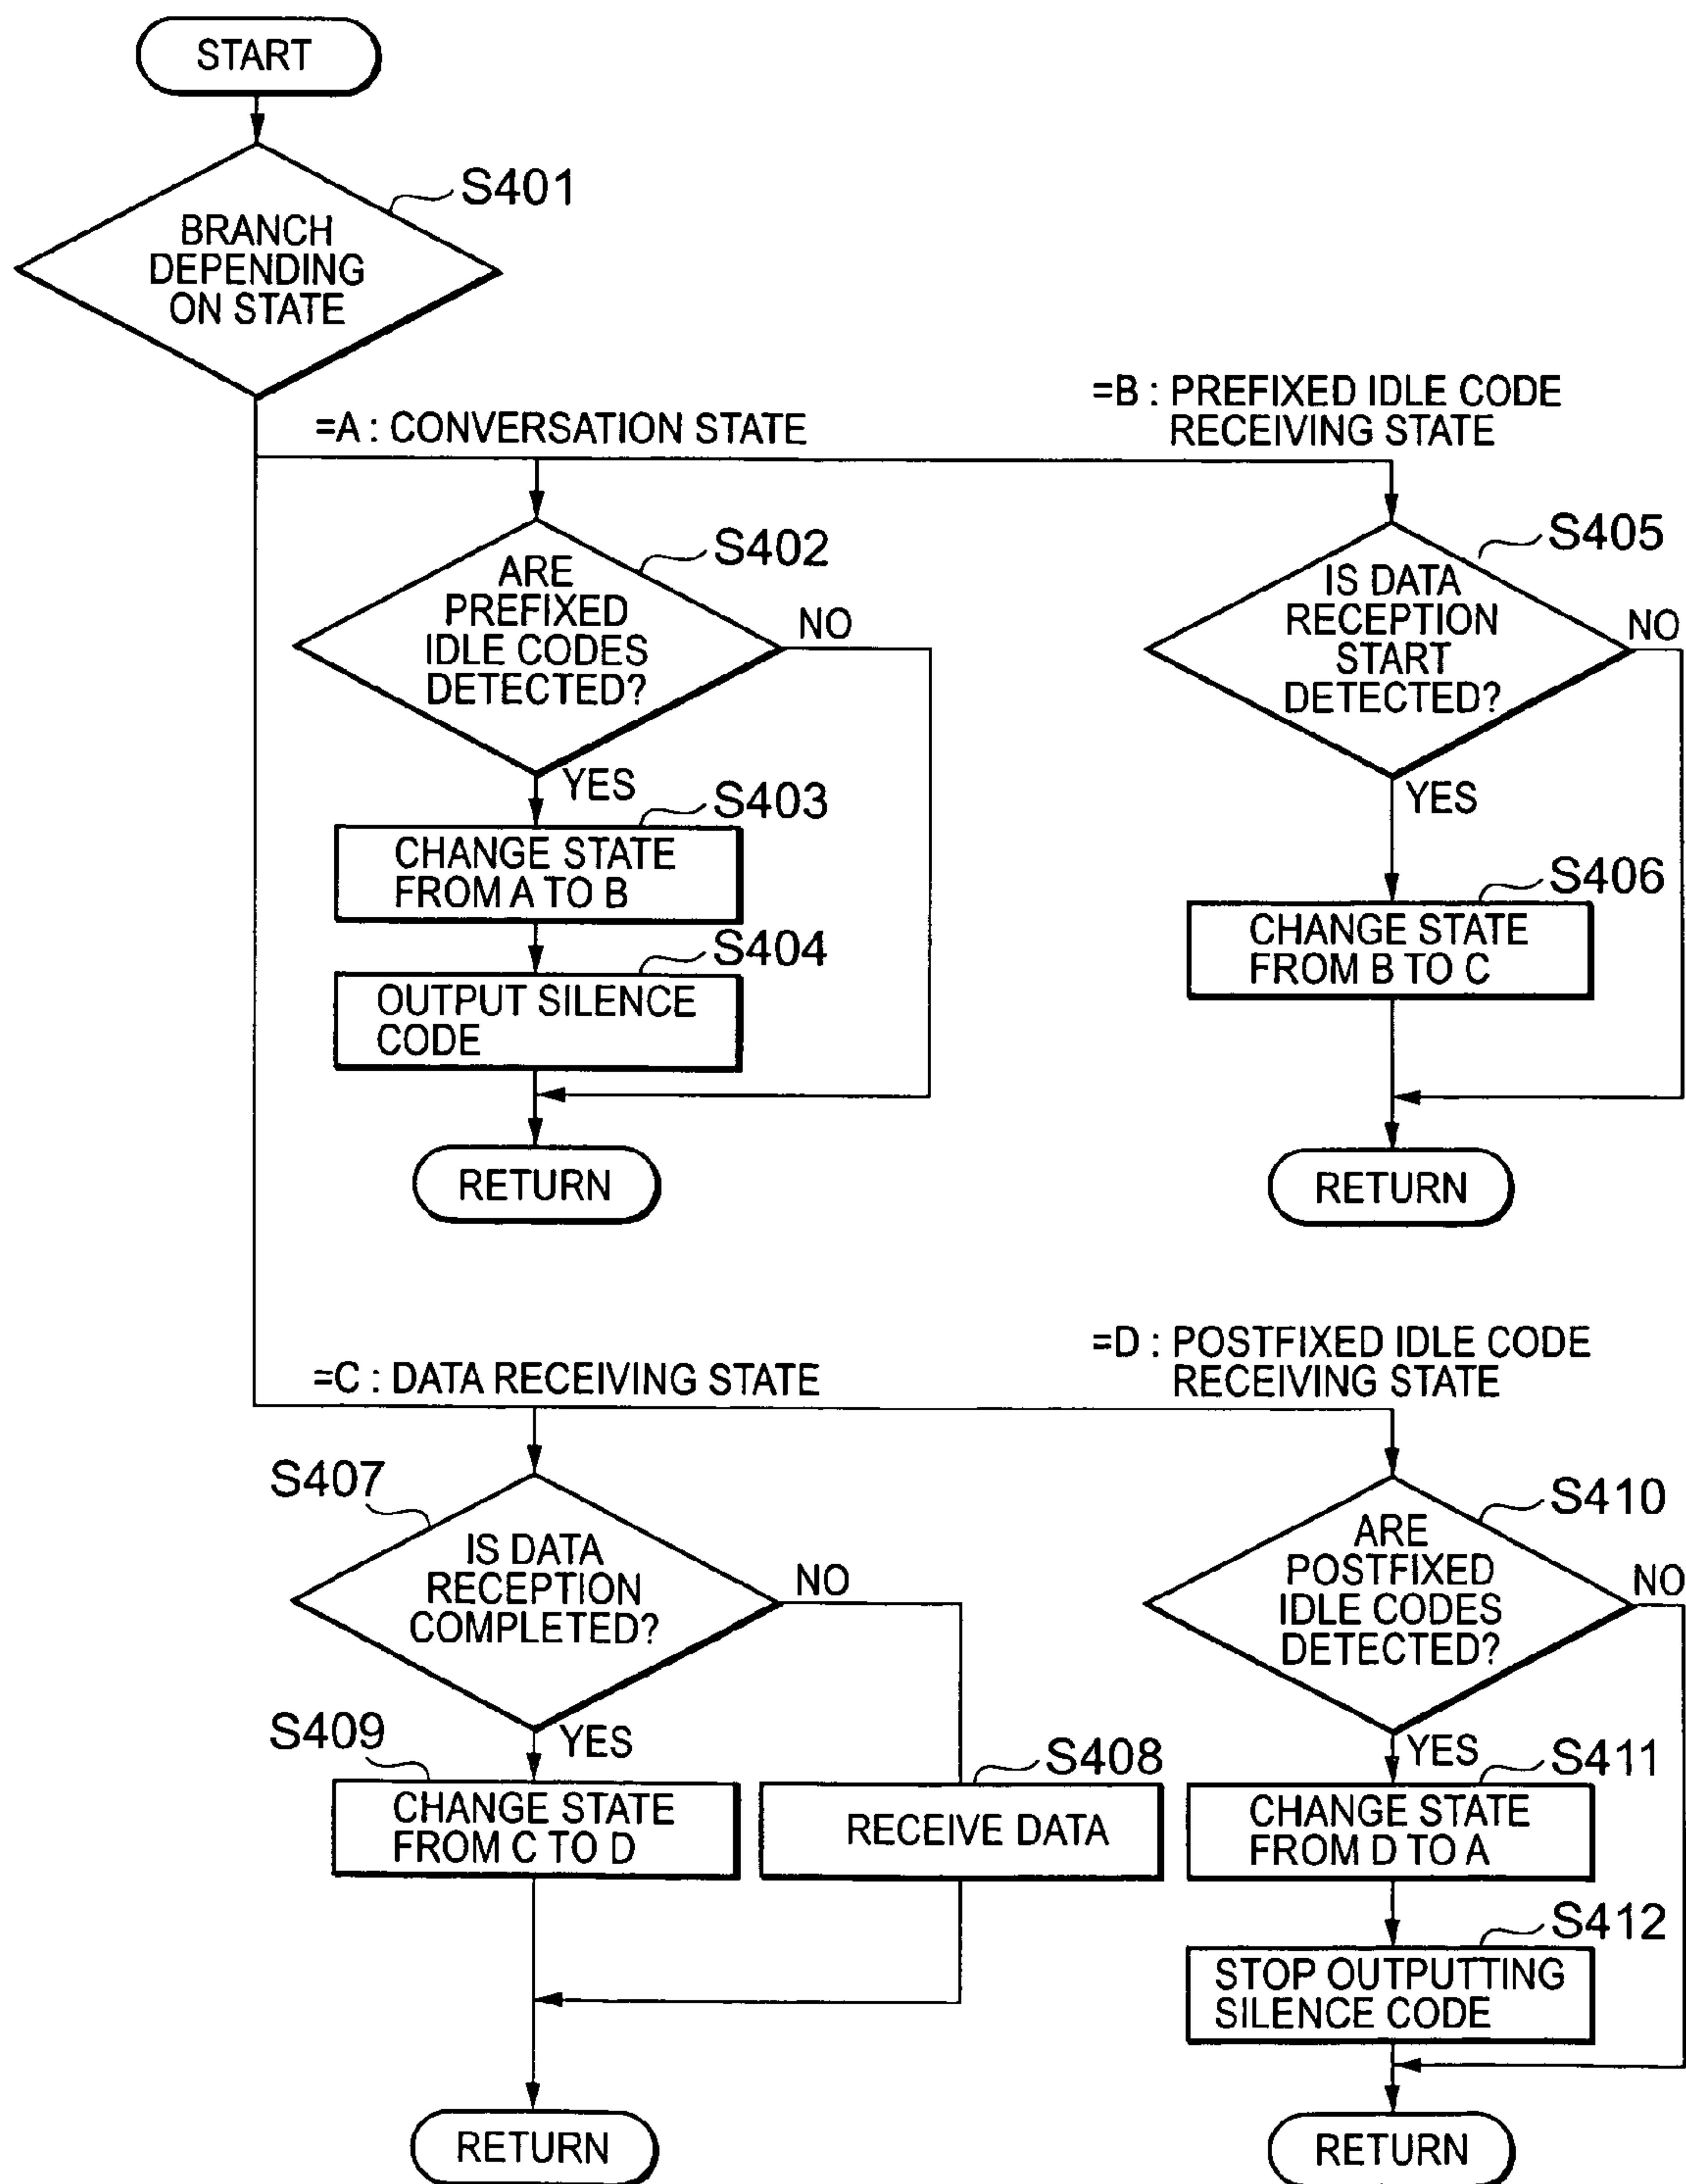 START
S401
BRANCH
DEPENDING
ON STATE
=A : CONVERSATION STATE
=B : PREFIXED IDLE CODE
RECEIVING STATE
S402
ARE
PREFIXED
IDLE CODES
DETECTED?
NO
YES
S403
CHANGE STATE
FROM A TO B
S404
OUTPUT SILENCE
CODE
RETURN
S405
IS DATA
RECEPTION
START
DETECTED?
NO
YES
S406
CHANGE STATE
FROM B TO C
RETURN
=C : DATA RECEIVING STATE
=D : POSTFIXED IDLE CODE
RECEIVING STATE
S407
IS DATA
RECEPTION
COMPLETED?
NO
YES
S409
CHANGE STATE
FROM C TO D
S408
RECEIVE DATA
RETURN
S410
ARE
POSTFIXED
IDLE CODES
DETECTED?
NO
YES
S411
CHANGE STATE
FROM D TO A
S412
STOP OUTPUTTING
SILENCE CODE
RETURN